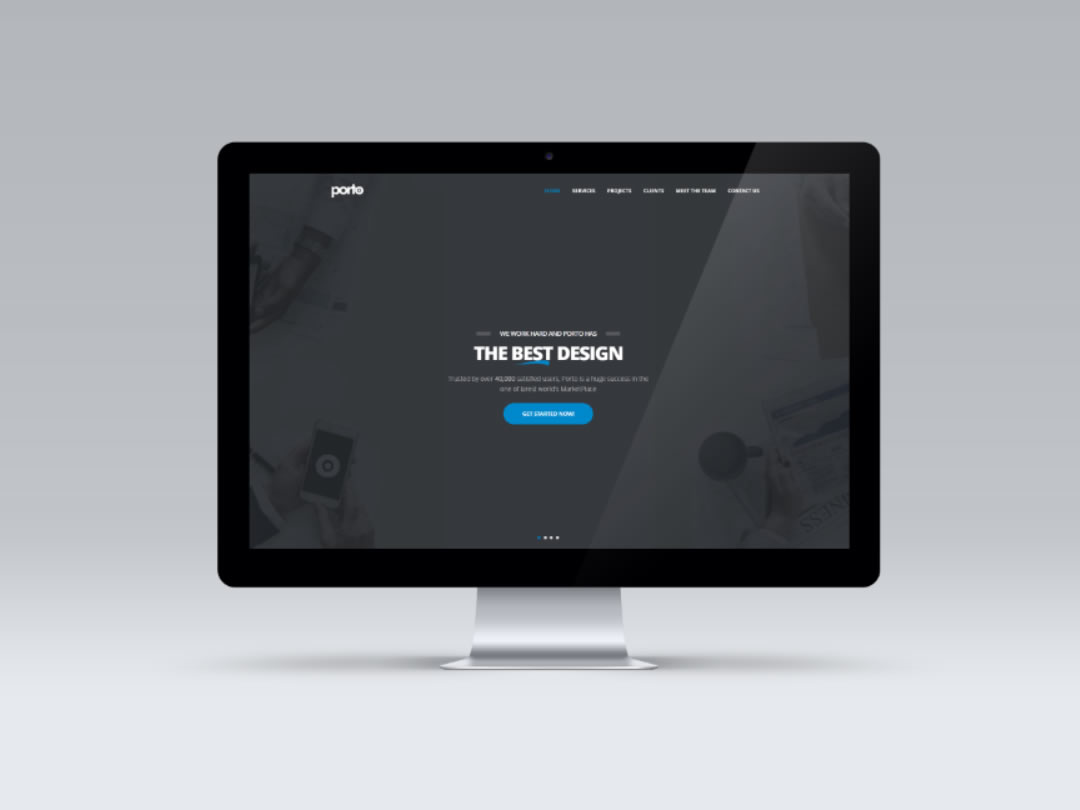 porto
HOME SERVICES PROJECTS CLIENTS MEET THE TEAM CONTACT US
WE WORK HARD AND PORTO HAS
THE BEST DESIGN
Trusted by over 40,000 satisfied users, Porto is a huge success in the
one of latest world's MarketPlace
GET STARTED NOW!